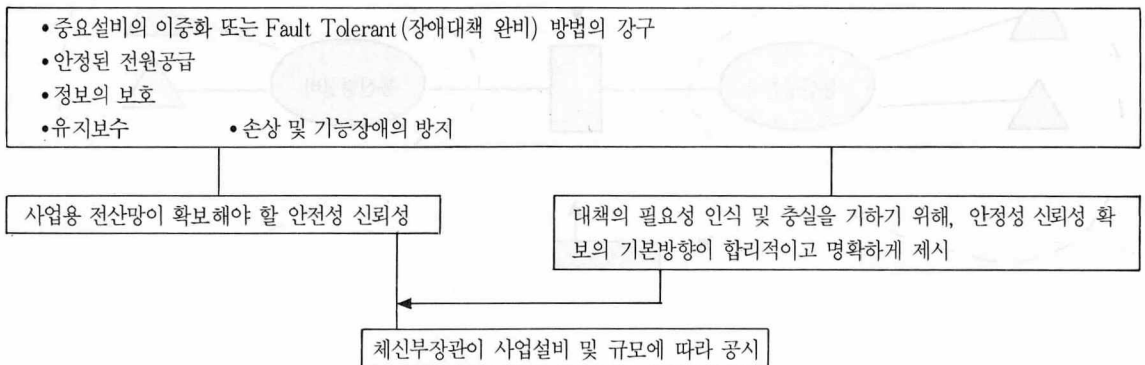 • 중요설비의 이중화 또는 Fault Tolerant(장애대책 완비) 방법의 강구
• 안정된 전원공급
• 정보의 보호
• 유지보수 • 손상 및 기능장애의 방지
사업용 전산망이 확보해야 할 안전성 신뢰성
대책의 필요성 인식 및 충실을 기하기 위해, 안정성 신뢰성 확
보의 기본방향이 합리적이고 명확하게 제시
체신부장관이 사업설비 및 규모에 따라 공시